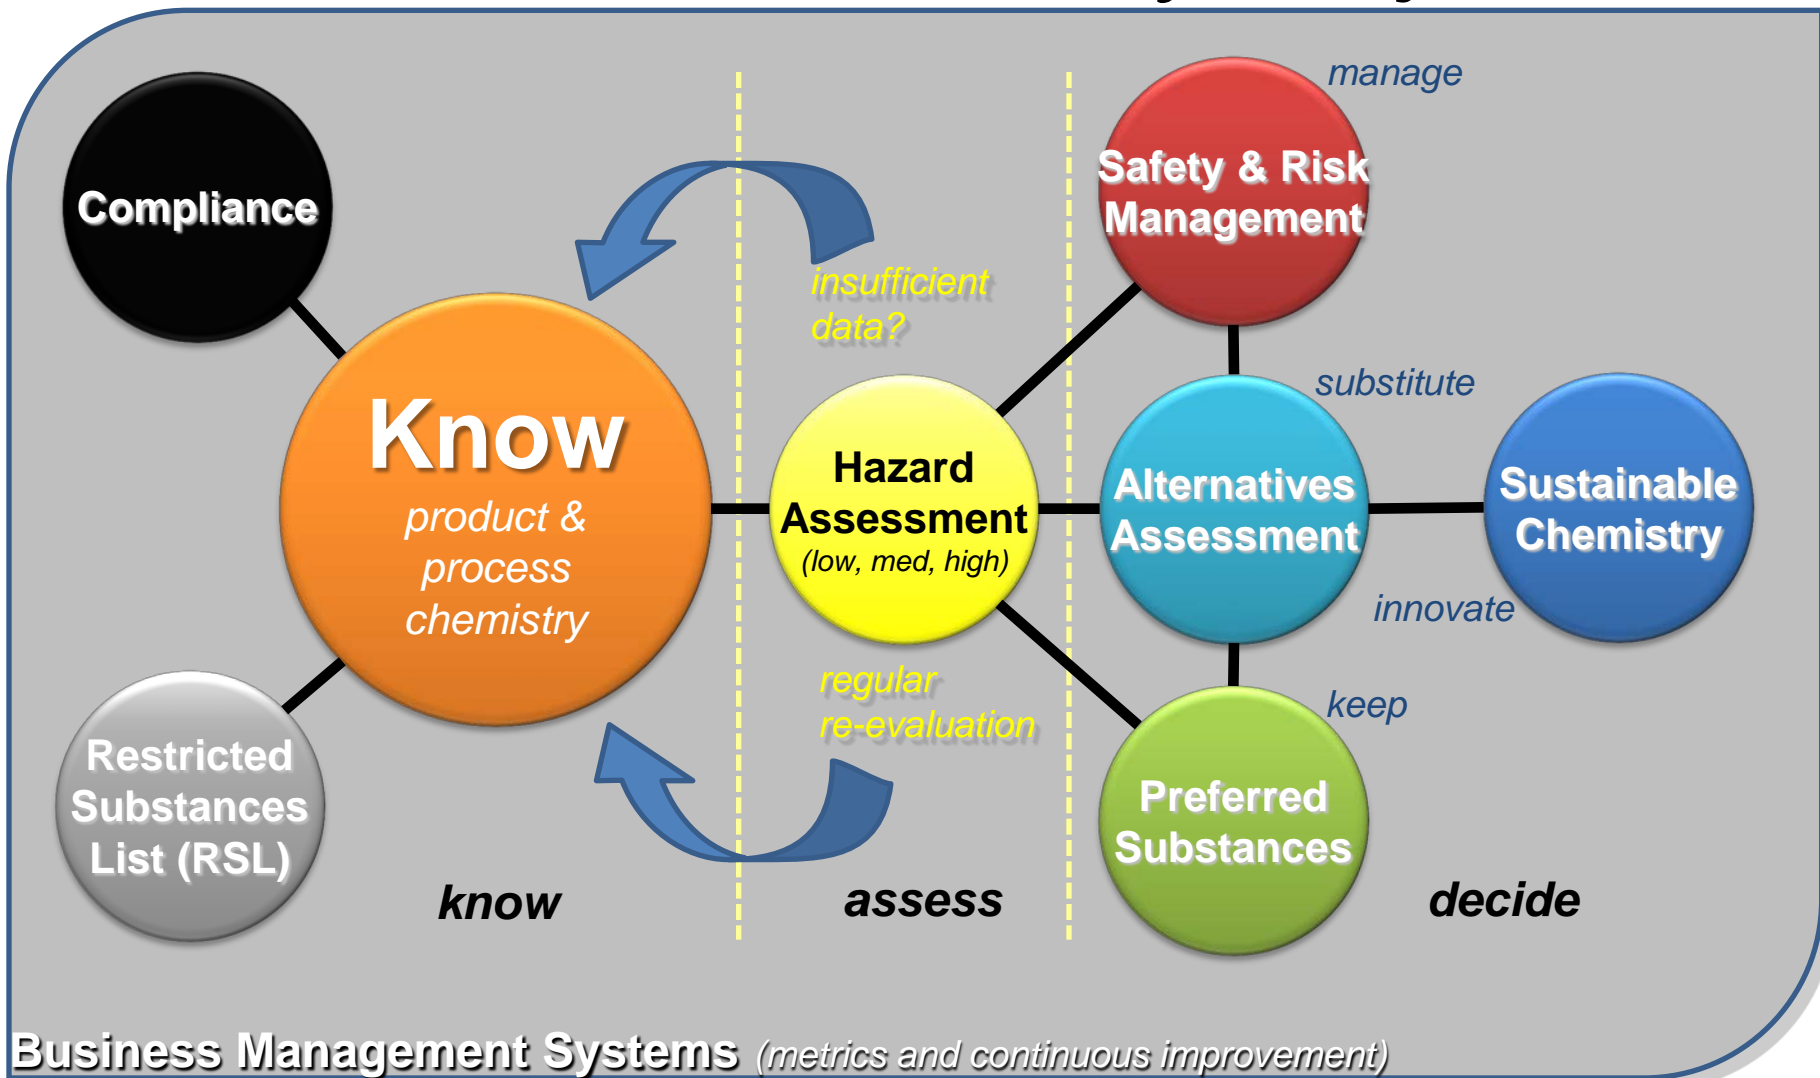 Compliance
Know
product &
process
chemistry
Restricted
Substances
List (RSL)
know
insufficient
data?
Hazard
Assessment
(low, med, high)
regular
re-evaluation
assess
manage
Safety & Risk
Management
substitute
Alternatives
Assessment
Sustainable
Chemistry
innovate
keep
Preferred
Substances
decide
Business Management Systems (metrics and continuous improvement)